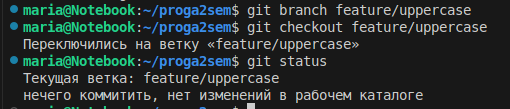 maria@Notebook:~/proga2sem$ git branch feature/uppercase
maria@Notebook:~/proga2sem$ git checkout feature/uppercase
Переключились на ветку «feature/uppercase»
maria@Notebook:~/proga2sem$ git status
Текущая ветка: feature/uppercase
нечего коммитить, нет изменений в рабочем каталоге
maria@Notebook:~/proga2sem$